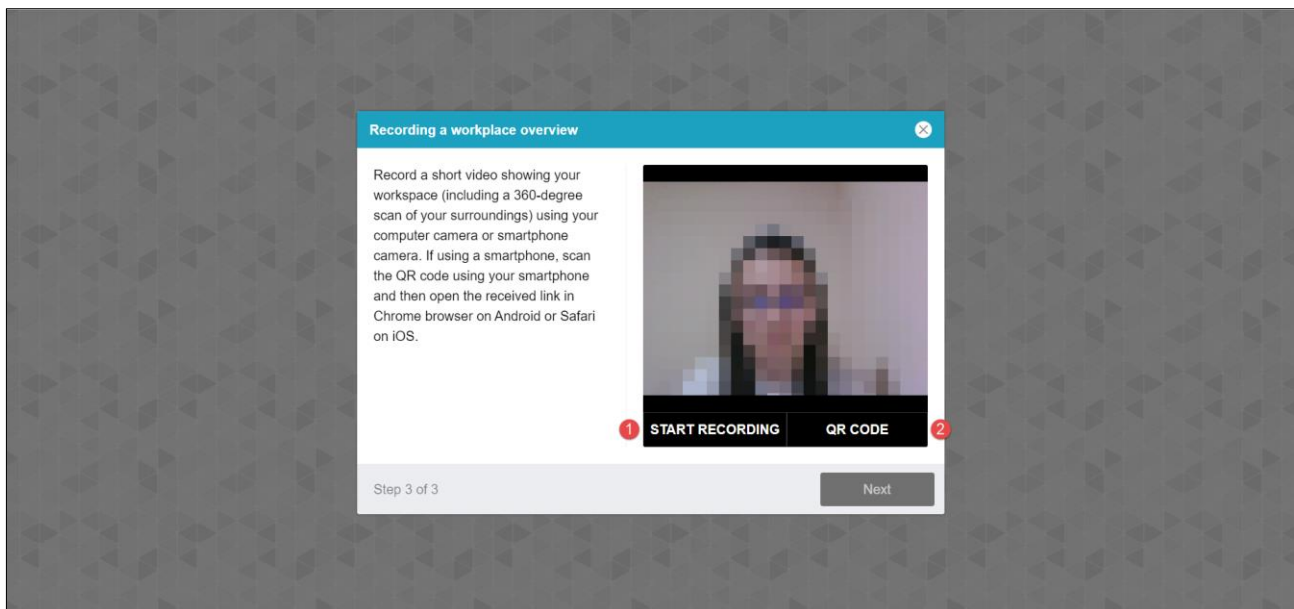 Recording a workplace overview
Record a short video showing your
workspace (including a 360-degree
scan of your surroundings) using your
computer camera or smartphone
camera. If using a smartphone, scan
the QR code using your smartphone
and then open the received link in
Chrome browser on Android or Safari
on iOS.
1 START RECORDING QR CODE 2
Step 3 of 3 Next